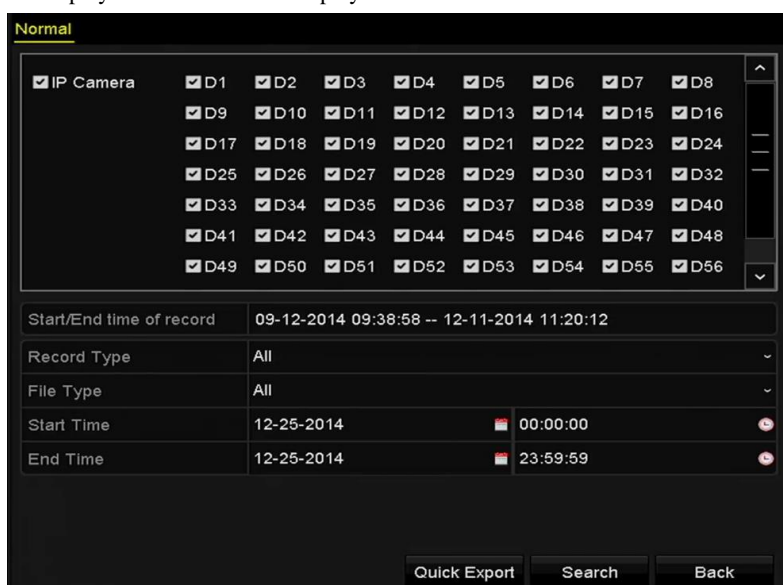 Normal
IP Camera D1 D2 D3 D4 D5 D6 D7 D8
D9 D10 D11 D12 D13 D14 D15 D16
D17 D18 D19 D20 D21 D22 D23 D24
D25 D26 D27 D28 D29 D30 D31 D32
D33 D34 D35 D36 D37 D38 D39 D40
D41 D42 D43 D44 D45 D46 D47 D48
D49 D50 D51 D52 D53 D54 D55 D56
Start/End time of record 09-12-2014 09:38:58 -- 12-11-2014 11:20:12
Record Type All
File Type All
Start Time 12-25-2014 00:00:00
End Time 12-25-2014 23:59:59
Quick Export Search Back